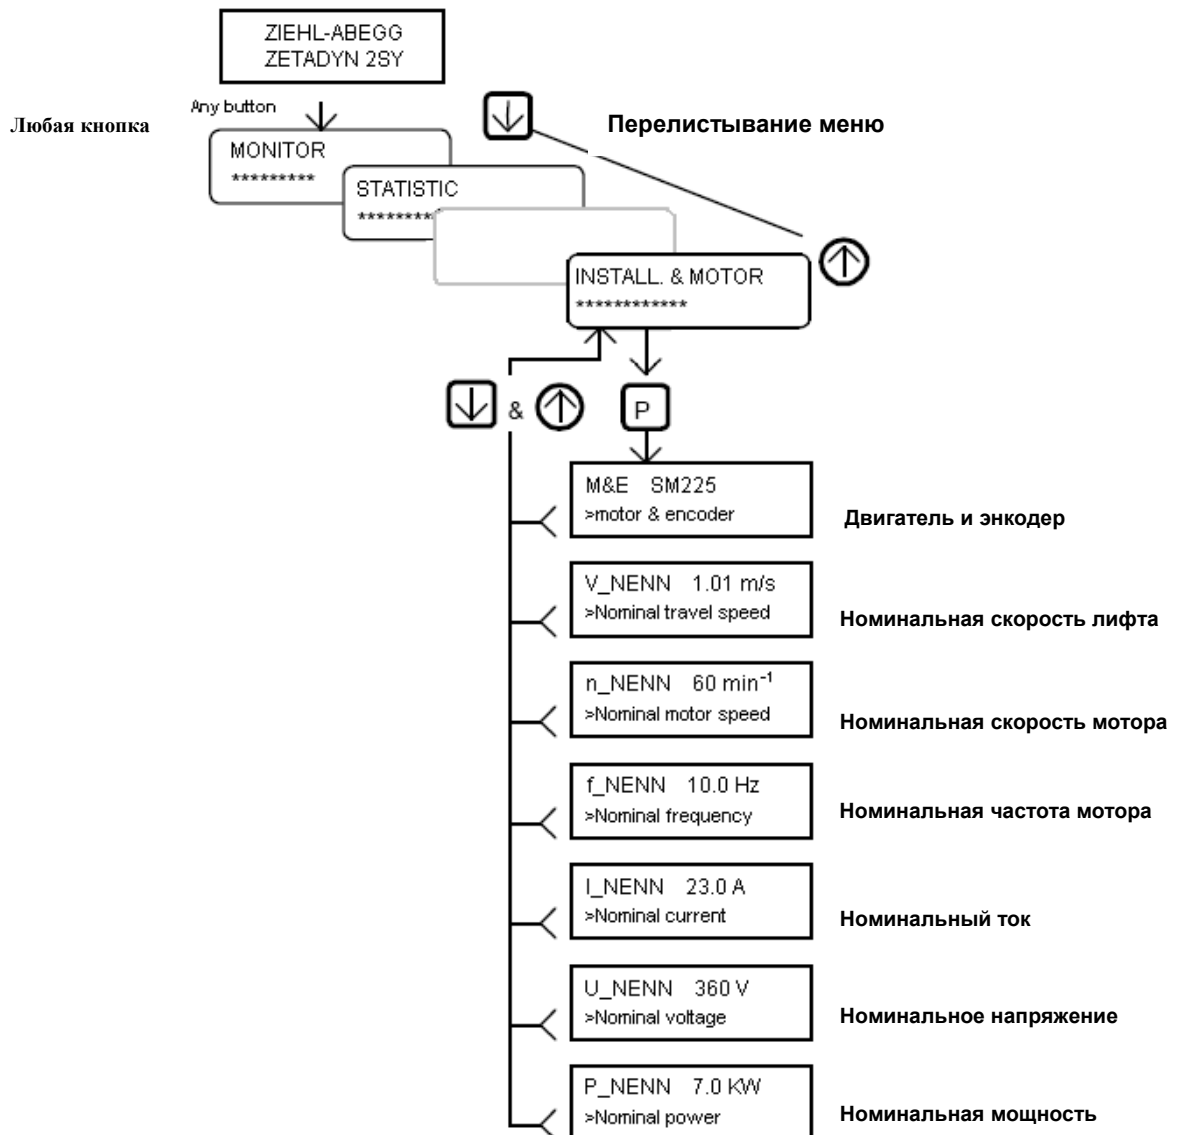 ZIEHL-ABEGG
ZETADYN 2SY
Any button
Любая кнопка
Перелистывание меню
MONITOR
*********
STATISTIC
*********
INSTALL. & MOTOR
************
&
P
M&E SM225
>motor & encoder
Двигатель и энкодер
V_NENN 1.01 m/s
>Nominal travel speed
Номинальная скорость лифта
n_NENN 60 min⁻¹
>Nominal motor speed
Номинальная скорость мотора
f_NENN 10.0 Hz
>Nominal frequency
Номинальная частота мотора
I_NENN 23.0 A
>Nominal current
Номинальный ток
U_NENN 360 V
>Nominal voltage
Номинальное напряжение
P_NENN 7.0 KW
>Nominal power
Номинальная мощность